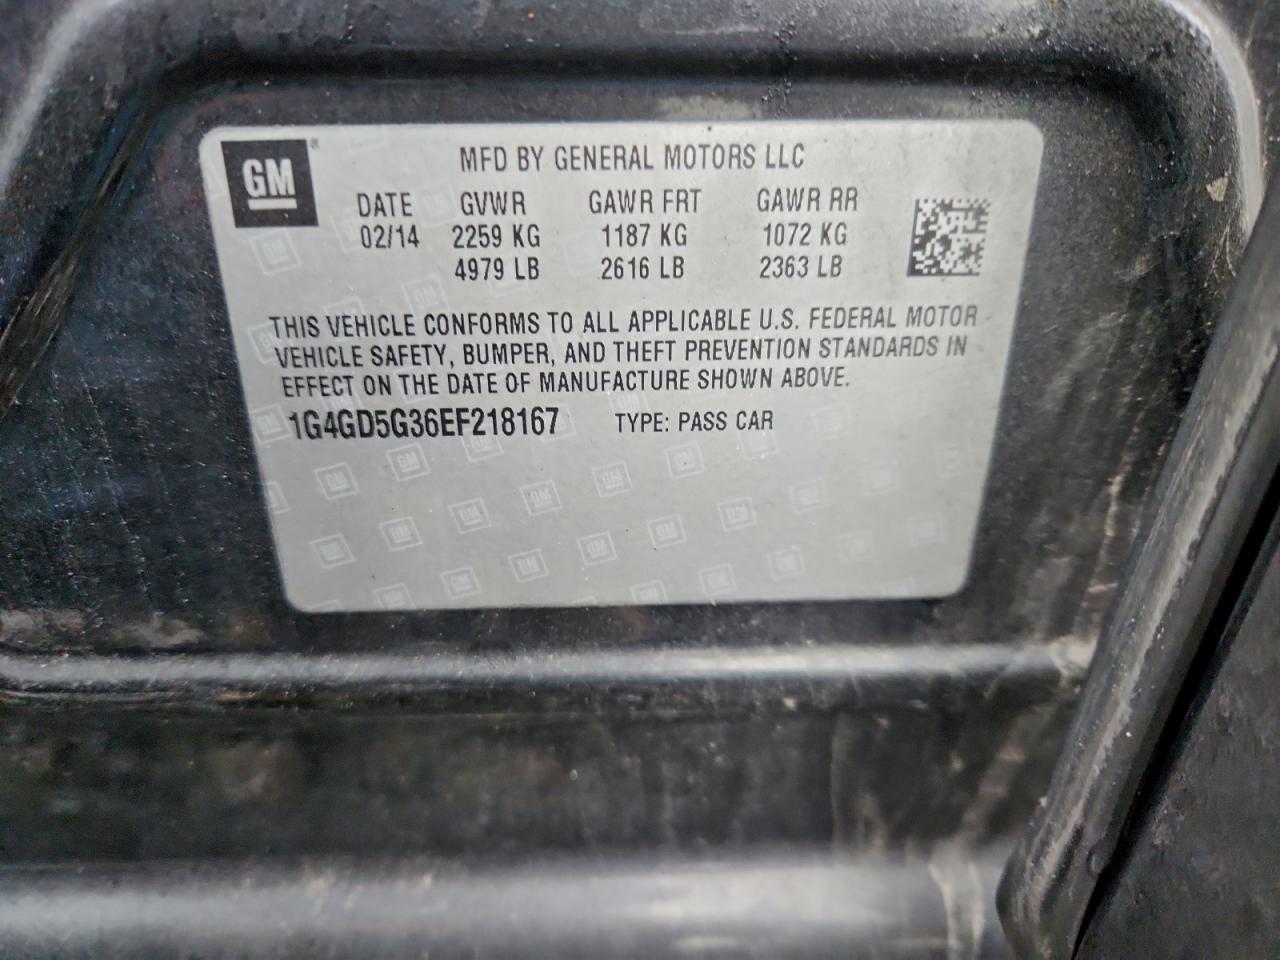 GM
MFD BY GENERAL MOTORS LLC
DATE GVWR GAWR FRT GAWR RR
02/14 2259 KG 1187 KG 1072 KG
4979 LB 2616 LB 2363 LB
THIS VEHICLE CONFORMS TO ALL APPLICABLE U.S. FEDERAL MOTOR
VEHICLE SAFETY, BUMPER, AND THEFT PREVENTION STANDARDS IN
EFFECT ON THE DATE OF MANUFACTURE SHOWN ABOVE.
1G4GD5G36EF218167 TYPE: PASS CAR